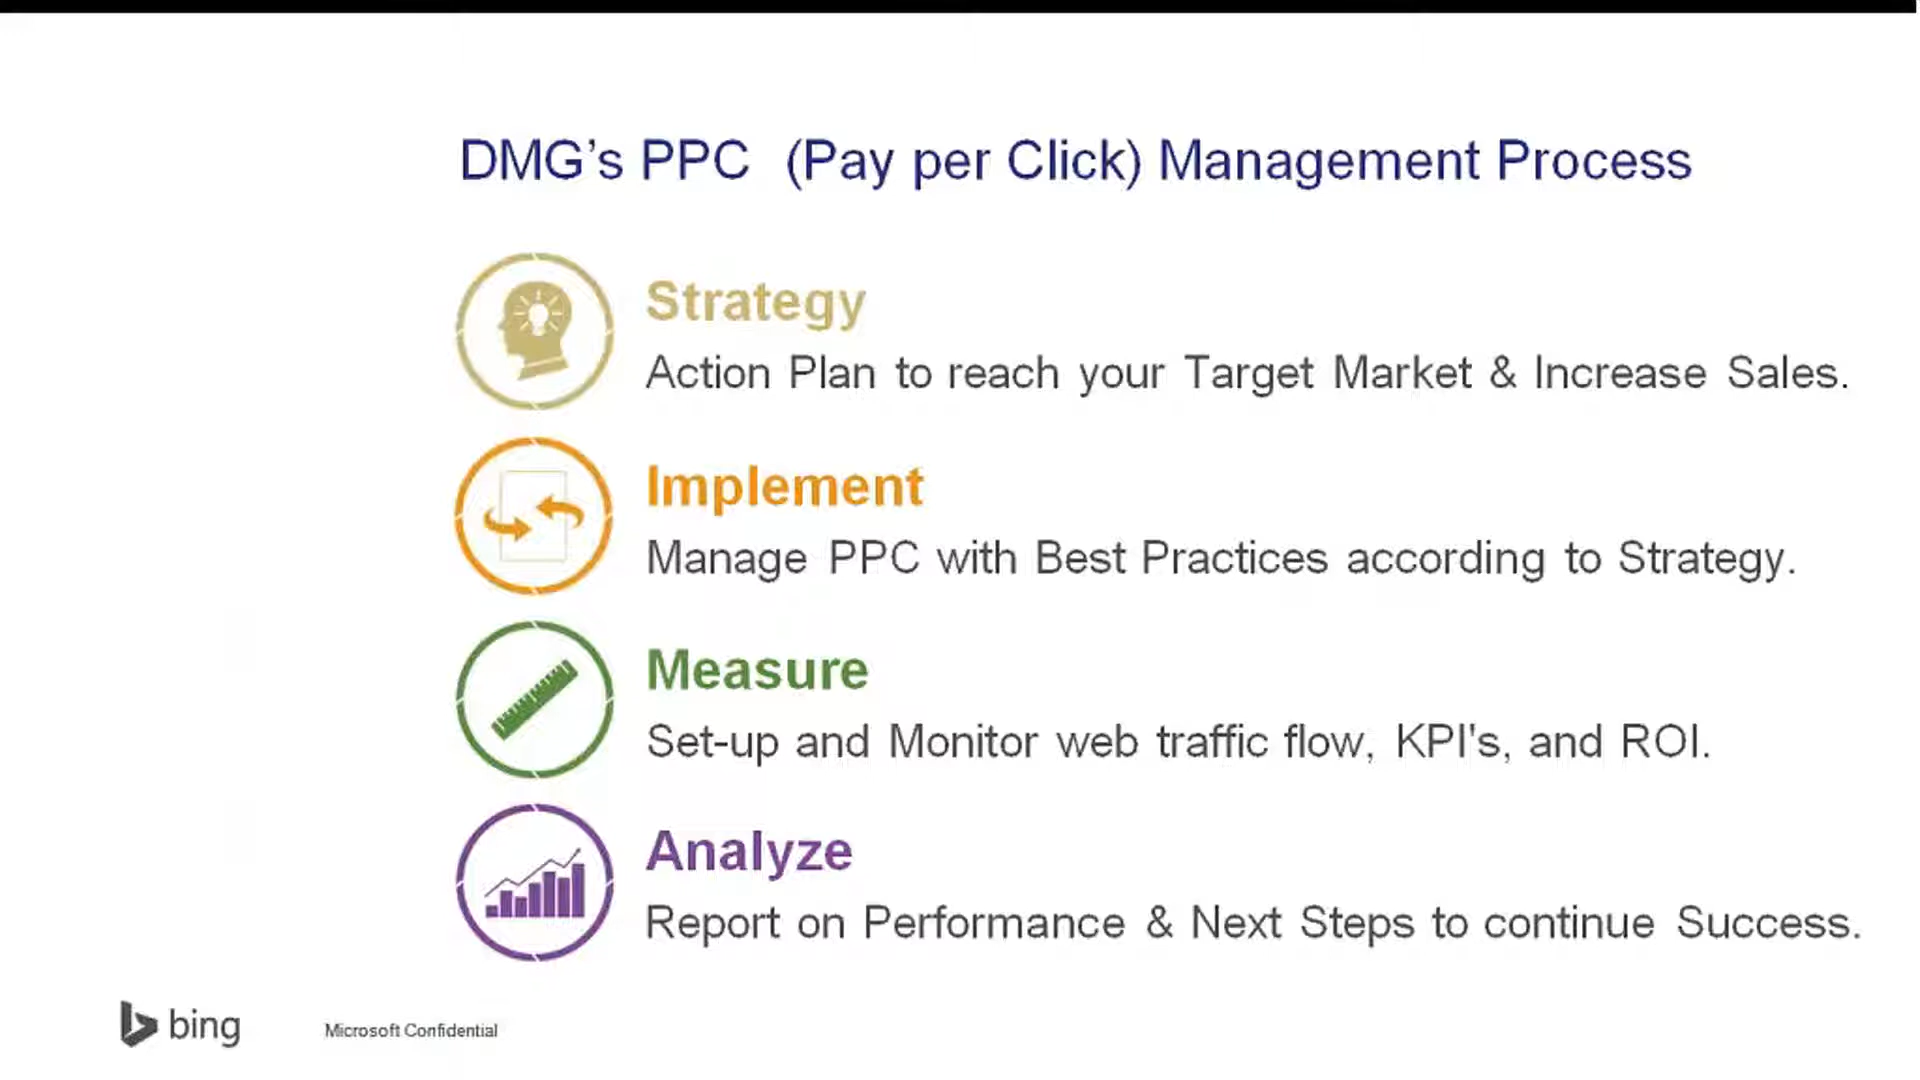 DMG's PPC (Pay per Click) Management Process
Strategy
Action Plan to reach your Target Market & Increase Sales.
Implement
Manage PPC with Best Practices according to Strategy.
Measure
Set-up and Monitor web traffic flow, KPI's, and ROI.
Analyze
Report on Performance & Next Steps to continue Success.
bing
Microsoft Confidential